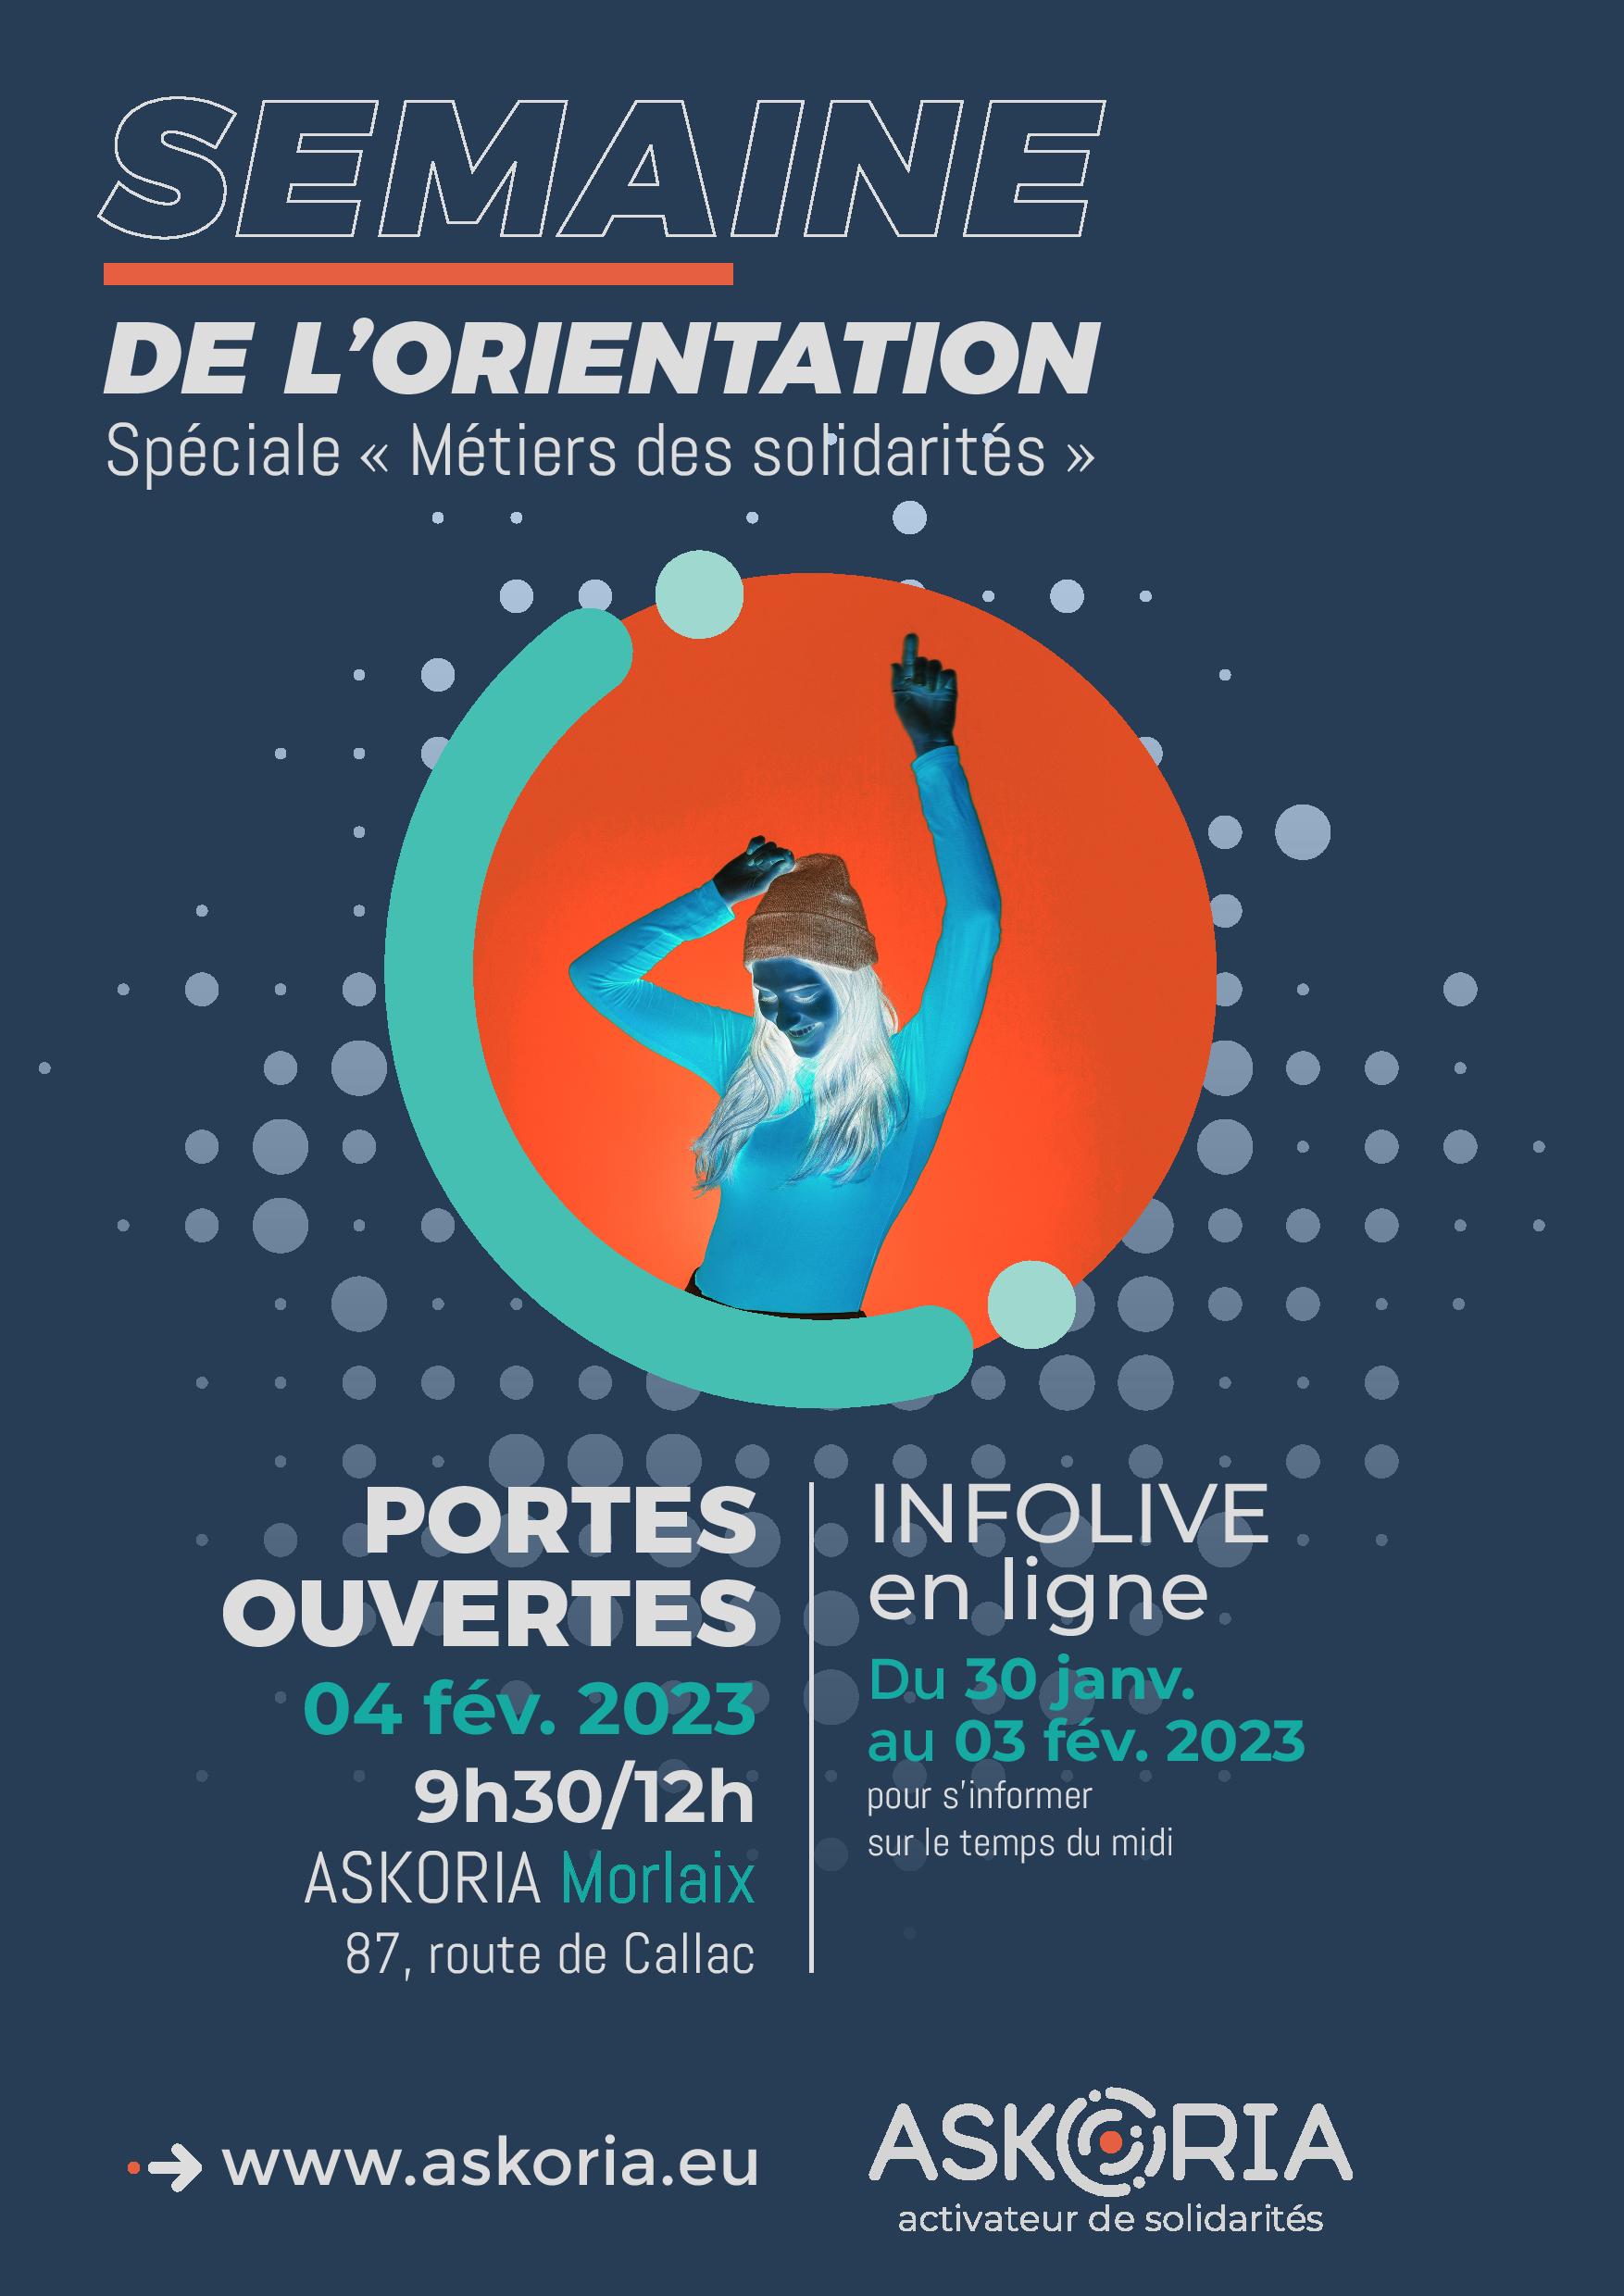 SEMAINE
DE L’ORIENTATION
Spéciale « Métiers des solidarités »
PORTES
OUVERTES
04 fév. 2023
9h30/12h
ASKORIA Morlaix
87, route de Callac
INFOLIVE
en ligne
Du 30 janv.
au 03 fév. 2023
pour s’informer
sur le temps du midi
www.askoria.eu
ASKORIA
activateur de solidarités